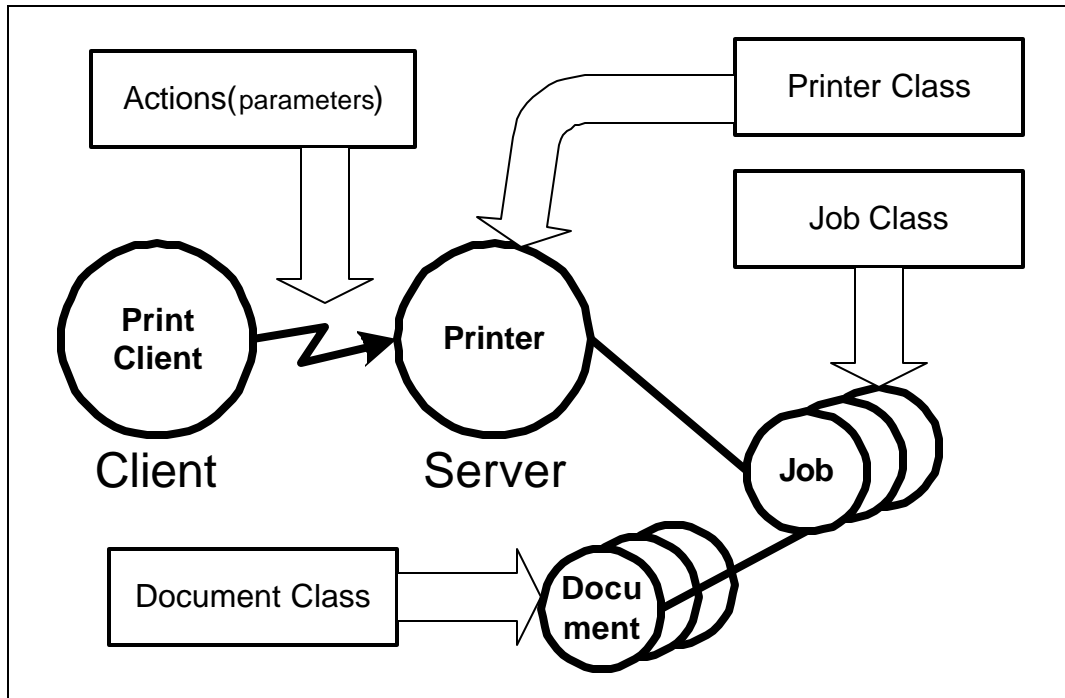 Actions(parameters)
Printer Class
Job Class
Print
Client
Printer
Client
Server
Job
Document Class
Docu
ment